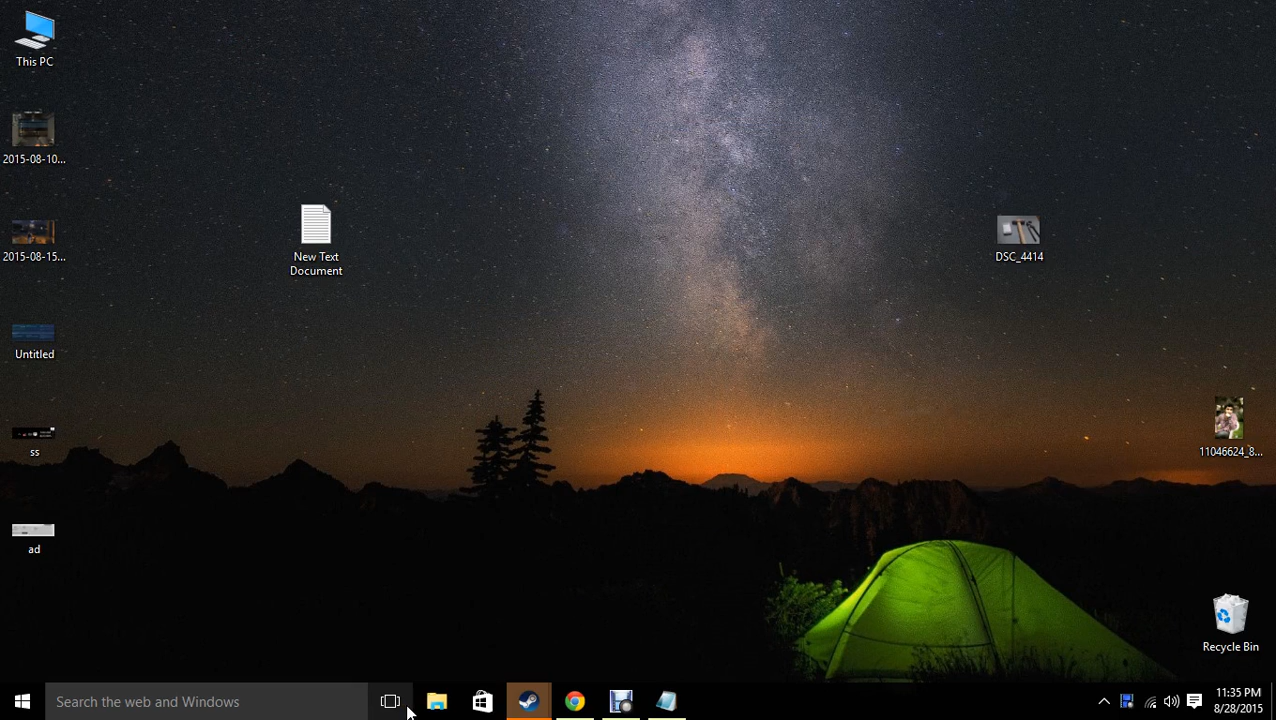 This PC
2015-08-10...
2015-08-15...
New Text
Document
DSC_4414
Untitled
ss
11046624_8...
ad
Recycle Bin
Search the web and Windows
11:35 PM
8/28/2015